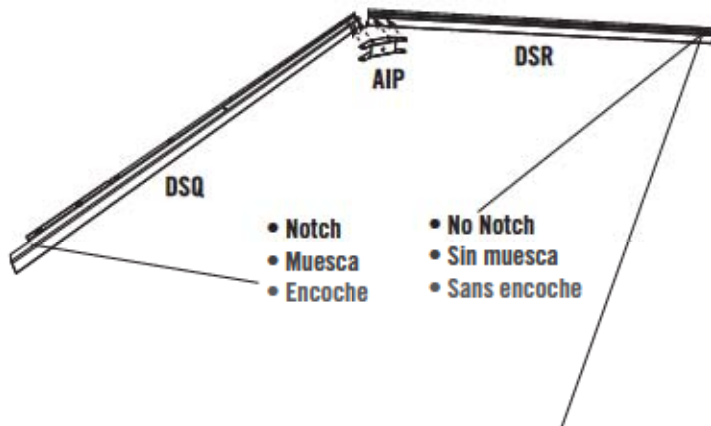 DSR
AIP
DSQ
• Notch
• Muesca
• Encoche
• No Notch
• Sin muesca
• Sans encoche